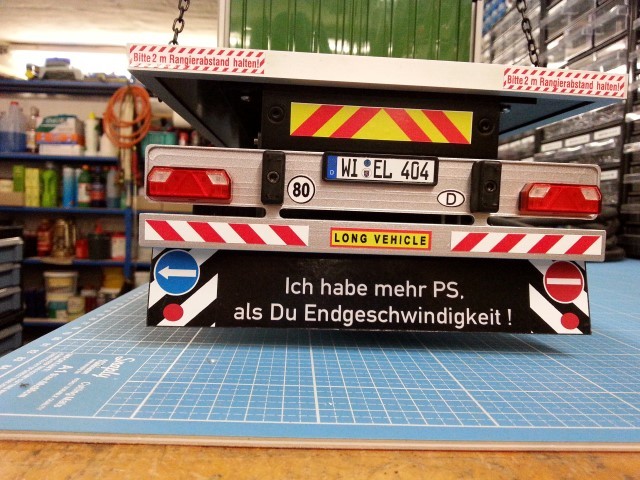 Bitte 2 m Rangierabstand halten!
Bitte 2 m Rangierabstand halten!
WI EL 404
80
D
LONG VEHICLE
Ich habe mehr PS,
als Du Endgeschwindigkeit !